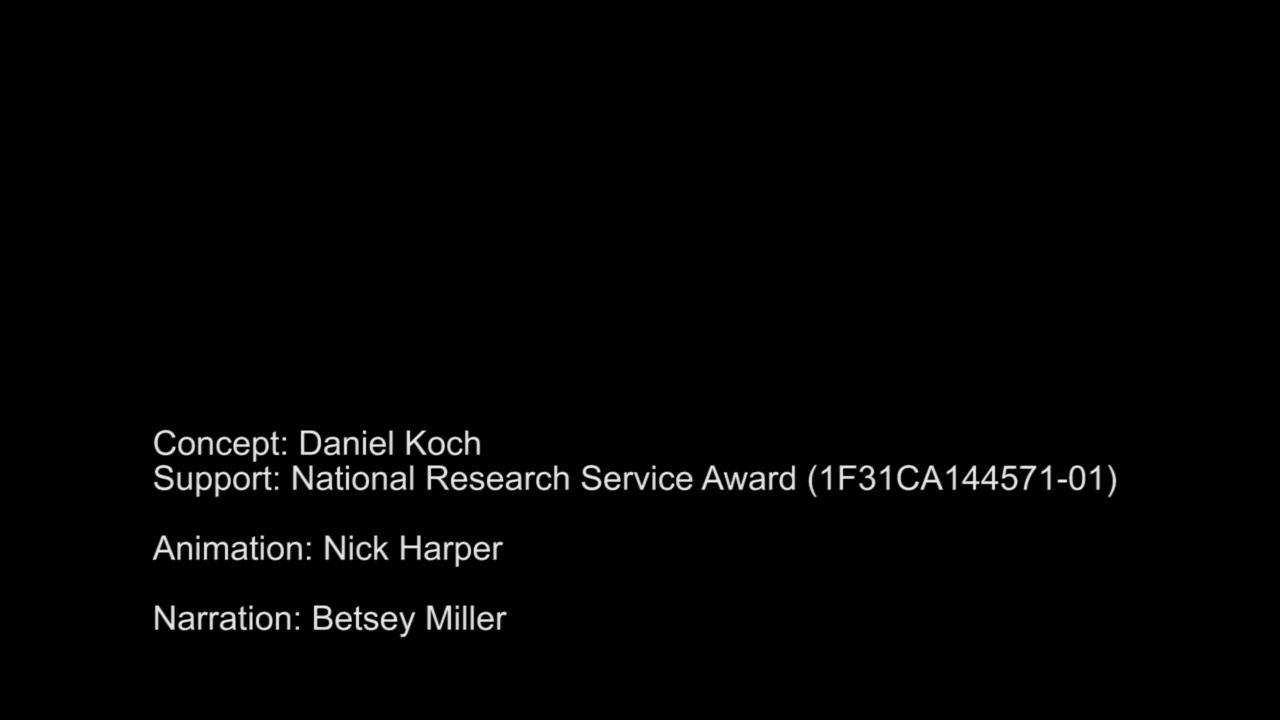 Concept: Daniel Koch
Support: National Research Service Award (1F31CA144571-01)
Animation: Nick Harper
Narration: Betsey Miller